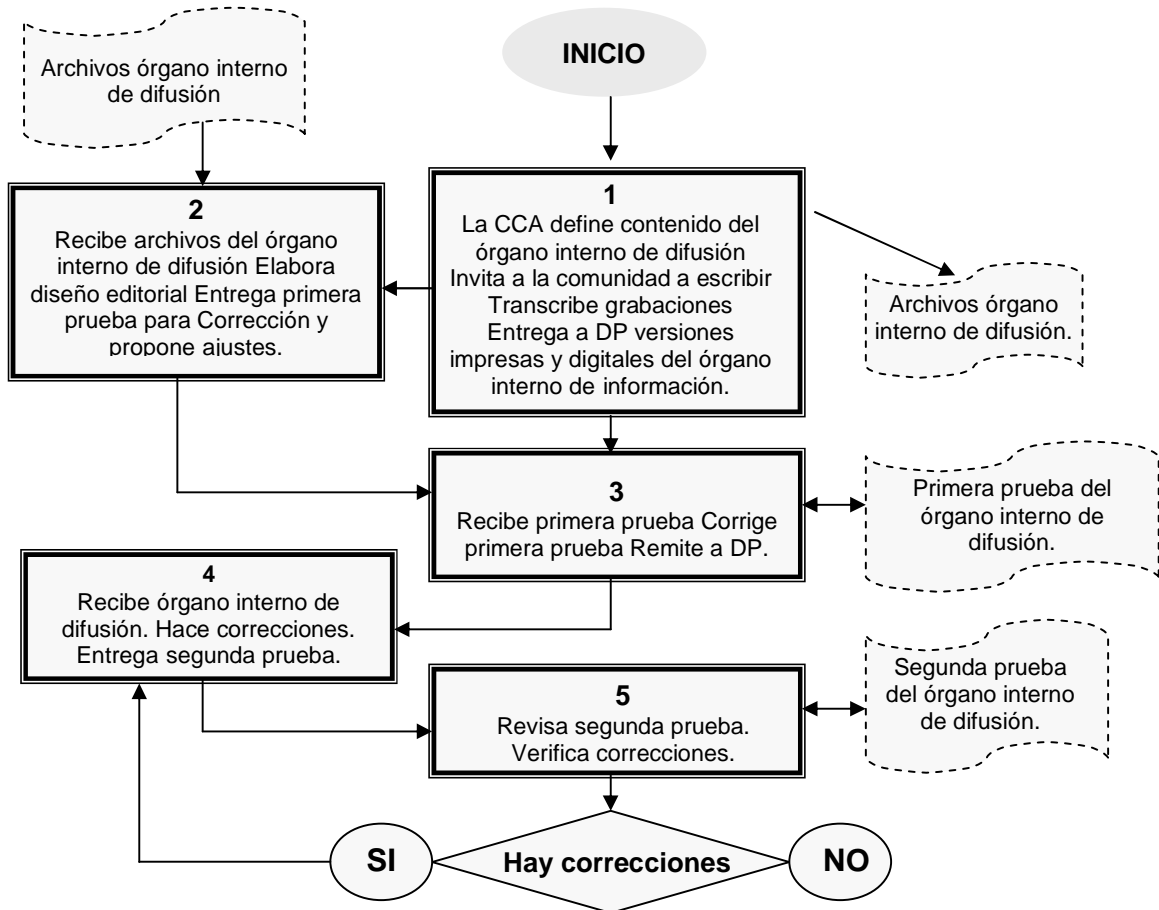 Archivos órgano interno
de difusión
INICIO
1
La CCA define contenido del
órgano interno de difusión
Invita a la comunidad a escribir
Transcribe grabaciones
Entrega a DP versiones
impresas y digitales del órgano
interno de información.
2
Recibe archivos del órgano
interno de difusión Elabora
diseño editorial Entrega primera
prueba para Corrección y
propone ajustes.
Archivos órgano
interno de difusión.
3
Recibe primera prueba Corrige
primera prueba Remite a DP.
Primera prueba del
órgano interno de
difusión.
4
Recibe órgano interno de
difusión. Hace correcciones.
Entrega segunda prueba.
5
Revisa segunda prueba.
Verifica correcciones.
Segunda prueba
del órgano interno
de difusión.
SI
Hay correcciones
NO